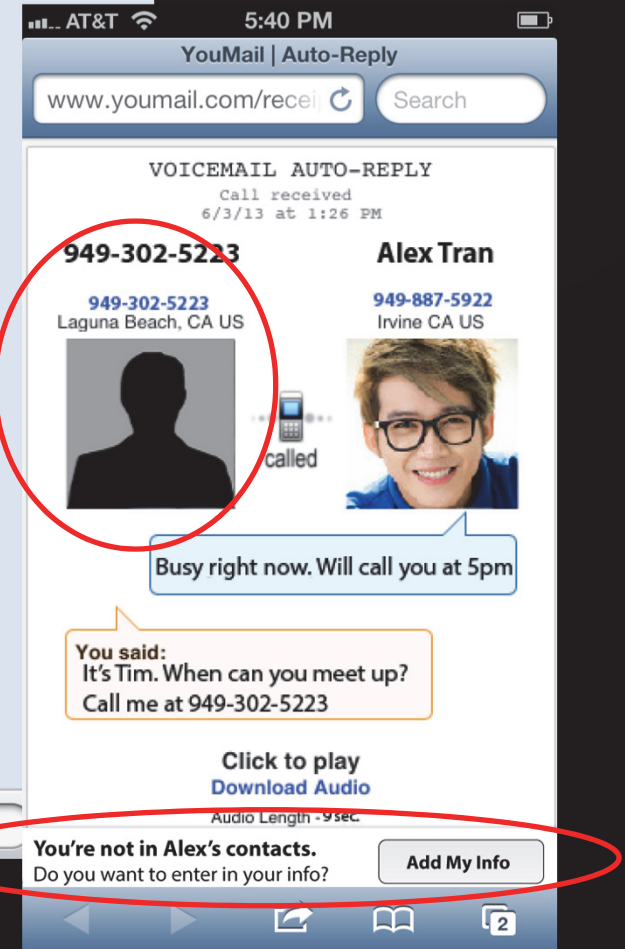 AT&T 5:40 PM
YouMail | Auto-Reply
www.youmail.com/recei Search
VOICEMAIL AUTO-REPLY
Call received
6/3/13 at 1:26 PM
949-302-5223 Alex Tran
949-302-5223 949-887-5922
Laguna Beach, CA US Irvine CA US
called
Busy right now. Will call you at 5pm
You said:
It's Tim. When can you meet up?
Call me at 949-302-5223
Click to play
Download Audio
Audio Length - 9 sec.
You're not in Alex's contacts.
Do you want to enter in your info? Add My Info
2